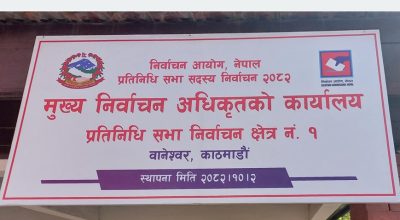 निर्वाचन आयोग, नेपाल
प्रतिनिधि सभा सदस्य निर्वाचन २०८२
मुख्य निर्वाचन अधिकृतको कार्यालय
प्रतिनिधि सभा निर्वाचन क्षेत्र नं. १
वानेश्वर, काठमाडौं
स्थापना मिति २०८२।१०।२